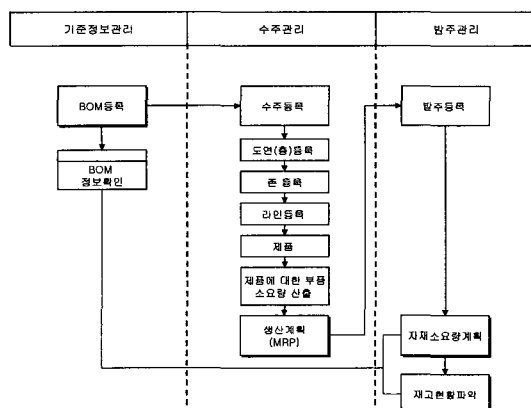 기준정보관리
수주관리
발주관리
BOM등록
수주등록
발주등록
BOM
정보확인
도면(층)등록
존 등록
라인등록
제품
제품에 대한 부품
소요량 산출
생산계획
(MRP)
자재소요량계획
재고현황파악